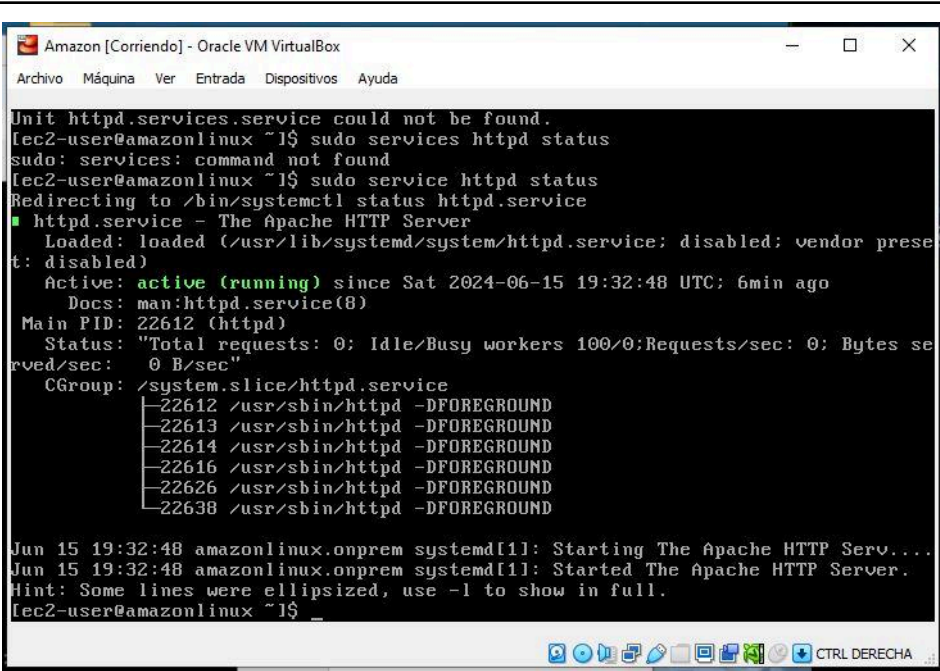 Amazon [Corriendo] - Oracle VM VirtualBox
Archivo Máquina Ver Entrada Dispositivos Ayuda
Unit httpd.services.service could not be found.
[ec2-user@amazonlinux ~]$ sudo services httpd status
sudo: services: command not found
[ec2-user@amazonlinux ~]$ sudo service httpd status
Redirecting to /bin/systemctl status httpd.service
httpd.service - The Apache HTTP Server
Loaded: loaded (/usr/lib/systemd/system/httpd.service; disabled; vendor prese
t: disabled)
Active: active (running) since Sat 2024-06-15 19:32:48 UTC; 6min ago
Docs: man:httpd.service(8)
Main PID: 22612 (httpd)
Status: "Total requests: 0; Idle/Busy workers 100/0;Requests/sec: 0; Bytes se
rved/sec:   0 B/sec"
CGroup: /system.slice/httpd.service
├─22612 /usr/sbin/httpd -DFOREGROUND
├─22613 /usr/sbin/httpd -DFOREGROUND
├─22614 /usr/sbin/httpd -DFOREGROUND
├─22616 /usr/sbin/httpd -DFOREGROUND
├─22626 /usr/sbin/httpd -DFOREGROUND
└─22638 /usr/sbin/httpd -DFOREGROUND
Jun 15 19:32:48 amazonlinux.onprem systemd[1]: Starting The Apache HTTP Serv....
Jun 15 19:32:48 amazonlinux.onprem systemd[1]: Started The Apache HTTP Server.
Hint: Some lines were ellipsized, use -l to show in full.
[ec2-user@amazonlinux ~]$ _
CTRL DERECHA